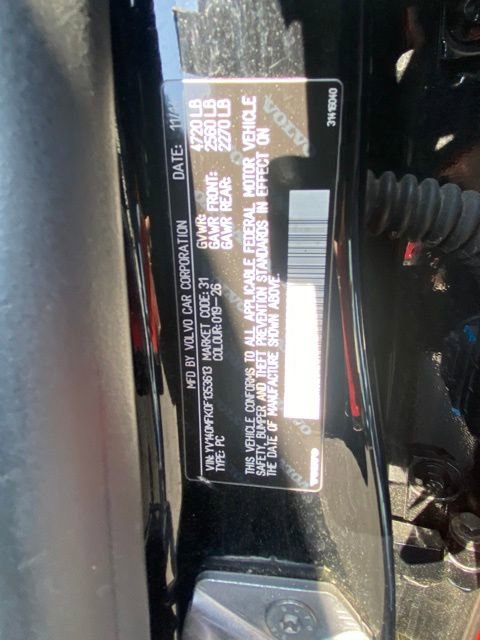 MFD BY VOLVO CAR CORPORATION DATE: 11/
GVWR: 4720 LB
GAWR FRONT: 2560 LB
GAWR REAR: 2270 LB
VIN: YV1K0MFK0F1353613 MARKET CODE: 31
TYPE: PC COLOUR: 019-26
THIS VEHICLE CONFORMS TO ALL APPLICABLE FEDERAL MOTOR VEHICLE
SAFETY, BUMPER AND THEFT PREVENTION STANDARDS IN EFFECT ON
THE DATE OF MANUFACTURE SHOWN ABOVE.
VOLVO
31416040